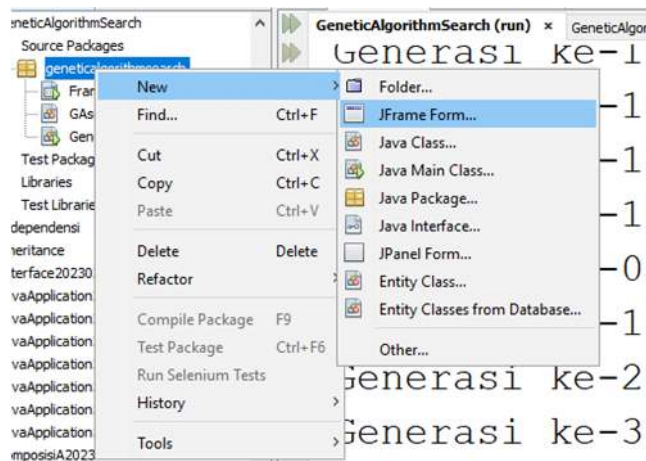 eneticAlgorithmSearch
Source Packages
geneticalgorithmsearch
Fra
GAs
Gen
Test Packag
Libraries
Test Librarie
dependensi
heritance
terface20230
vaApplication
vaApplication
vaApplication
vaApplication
vaApplication
vaApplication
mposisiA2023
New
Find... Ctrl+F
Cut Ctrl+X
Copy Ctrl+C
Paste Ctrl+V
Delete Delete
Refactor
Compile Package F9
Test Package Ctrl+F6
Run Selenium Tests
History
Tools
Folder...
JFrame Form...
Java Class...
Java Main Class...
Java Package...
Java Interface...
JPanel Form...
Entity Class...
Entity Classes from Database...
Other...
GeneticAlgorithmSearch (run) × GeneticAlgor
Generasi ke-1
-1
-1
-1
-0
-1
Generasi ke-2
Generasi ke-3